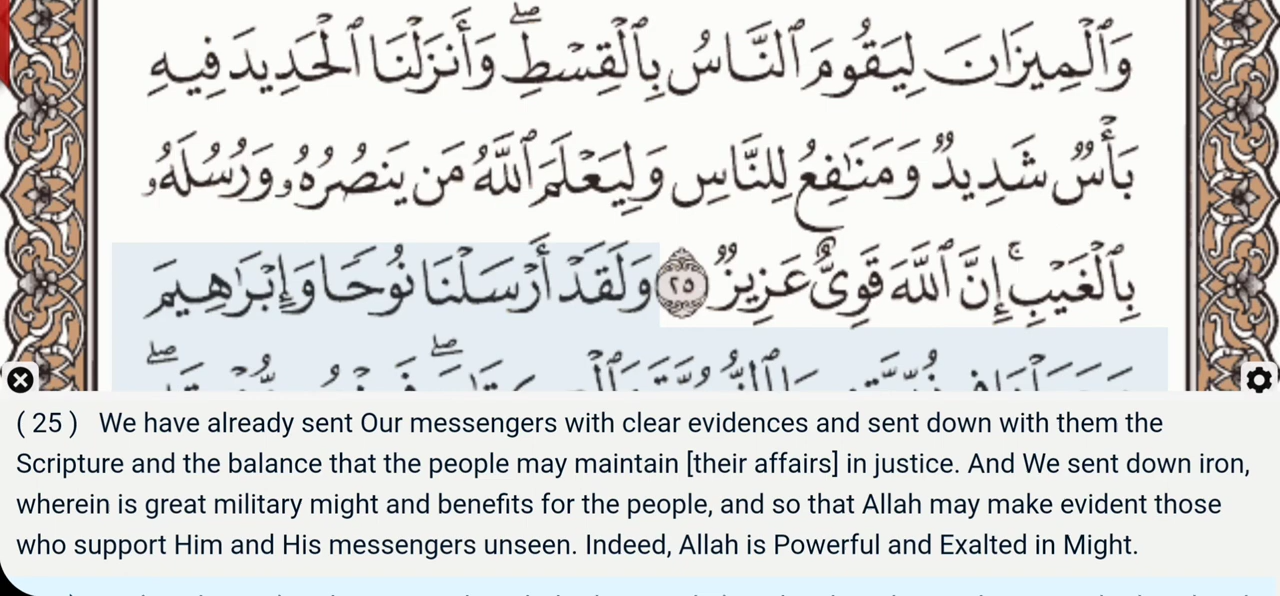 وَٱلْمِيزَانَ لِيَقُومَ ٱلنَّاسُ بِٱلْقِسْطِ ۖ وَأَنزَلْنَا ٱلْحَدِيدَ فِيهِ
بَأْسٌ شَدِيدٌ وَمَنَـٰفِعُ لِلنَّاسِ وَلِيَعْلَمَ ٱللَّهُ مَن يَنصُرُهُۥ وَرُسُلَهُۥ
بِٱلْغَيْبِ ۚ إِنَّ ٱللَّهَ قَوِىٌّ عَزِيزٌ ٢٥ وَلَقَدْ أَرْسَلْنَا نُوحًا وَإِبْرَٰهِيمَ
( 25 ) We have already sent Our messengers with clear evidences and sent down with them the
Scripture and the balance that the people may maintain [their affairs] in justice. And We sent down iron,
wherein is great military might and benefits for the people, and so that Allah may make evident those
who support Him and His messengers unseen. Indeed, Allah is Powerful and Exalted in Might.